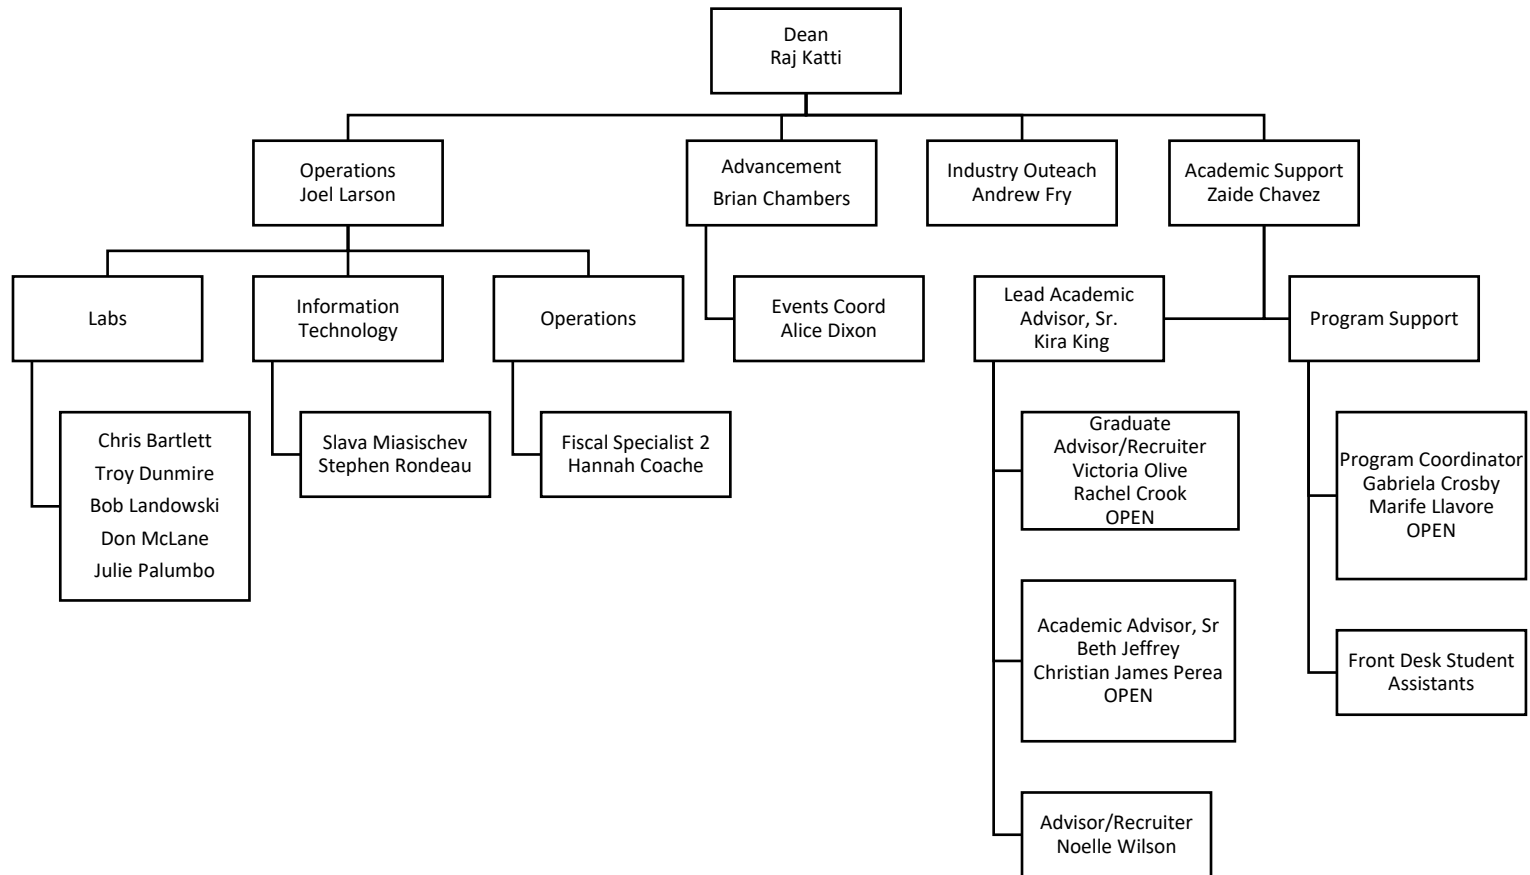 Dean
Raj Katti
Operations
Joel Larson
Advancement
Brian Chambers
Industry Outeach
Andrew Fry
Academic Support
Zaide Chavez
Labs
Information
Technology
Operations
Events Coord
Alice Dixon
Lead Academic
Advisor, Sr.
Kira King
Program Support
Chris Bartlett
Troy Dunmire
Bob Landowski
Don McLane
Julie Palumbo
Slava Miasischev
Stephen Rondeau
Fiscal Specialist 2
Hannah Coache
Graduate
Advisor/Recruiter
Victoria Olive
Rachel Crook
OPEN
Program Coordinator
Gabriela Crosby
Marife Llavore
OPEN
Academic Advisor, Sr
Beth Jeffrey
Christian James Perea
OPEN
Front Desk Student
Assistants
Advisor/Recruiter
Noelle Wilson